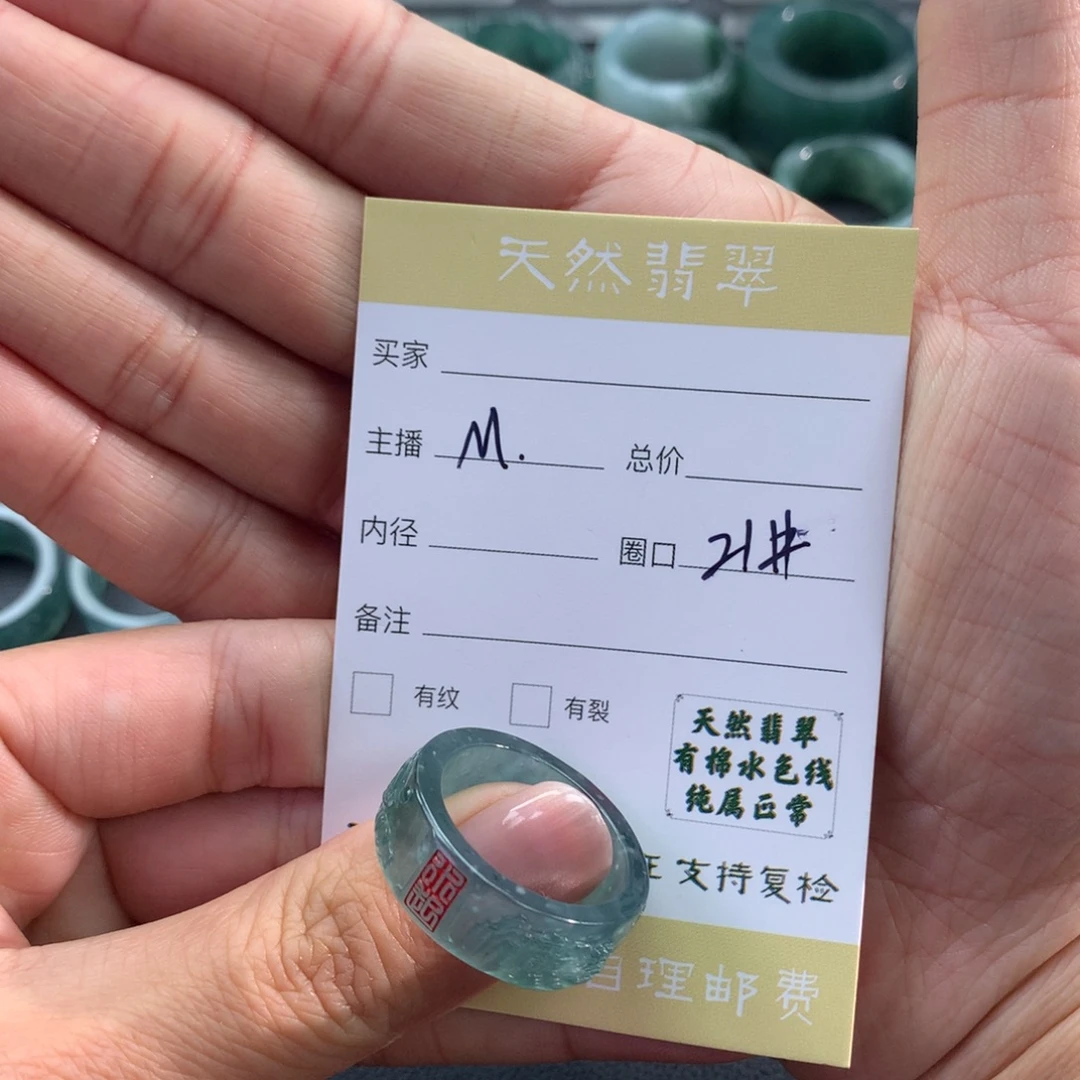 天然翡翠
买家
主播 M. 总价
内径 圈口 21#
备注
有纹 有裂
天然翡翠
有棉水色线
纯属正常
支持复检
自理邮费